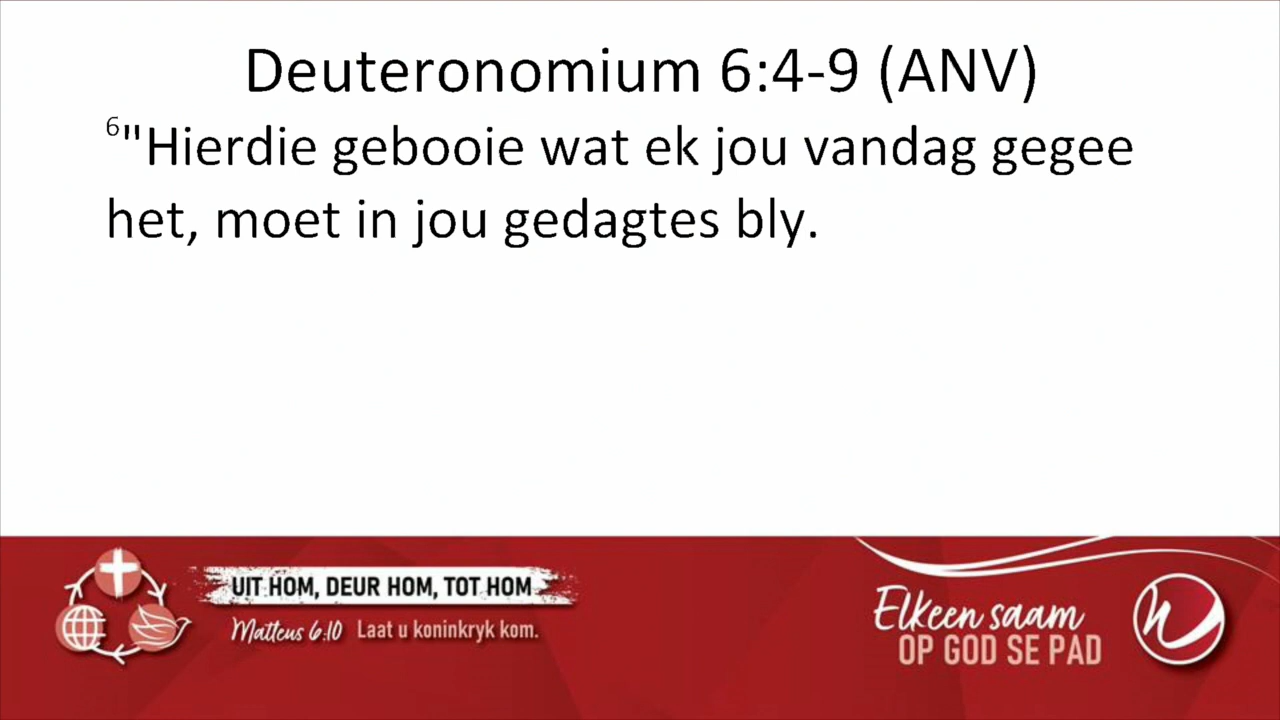 Deuteronomium 6:4-9 (ANV)
6"Hierdie gebooie wat ek jou vandag gegee
het, moet in jou gedagtes bly.
UIT HOM, DEUR HOM, TOT HOM
Matteus 6:10 Laat u koninkryk kom.
Elkeen saam
OP GOD SE PAD